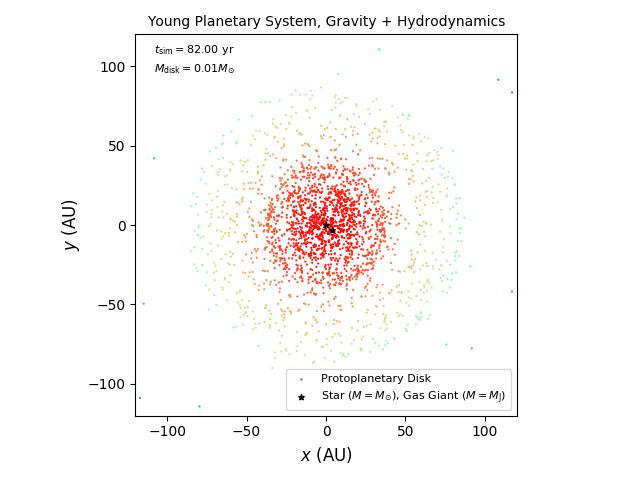 Young Planetary System, Gravity + Hydrodynamics
t_sim = 82.00 yr
M_disk = 0.01M_⊙
y (AU)
100
50
0
−50
−100
Protoplanetary Disk
Star (M = M_⊙), Gas Giant (M = M_J)
−100 −50 0 50 100
x (AU)